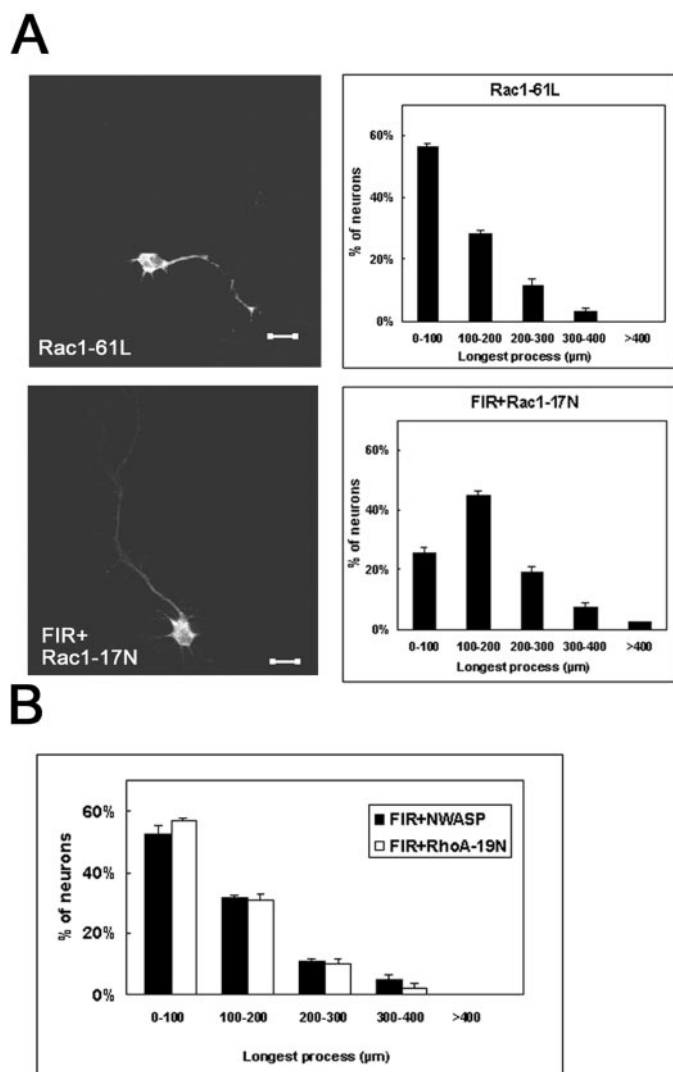 A
Rac1-61L
Rac1-61L
% of neurons
60%
40%
20%
0%
0-100 100-200 200-300 300-400 >400
Longest process (µm)
FIR+
Rac1-17N
FIR+Rac1-17N
% of neurons
60%
40%
20%
0%
0-100 100-200 200-300 300-400 >400
Longest process (µm)
B
% of neurons
60%
40%
20%
0%
FIR+NWASP
FIR+RhoA-19N
0-100 100-200 200-300 300-400 >400
Longest process (µm)